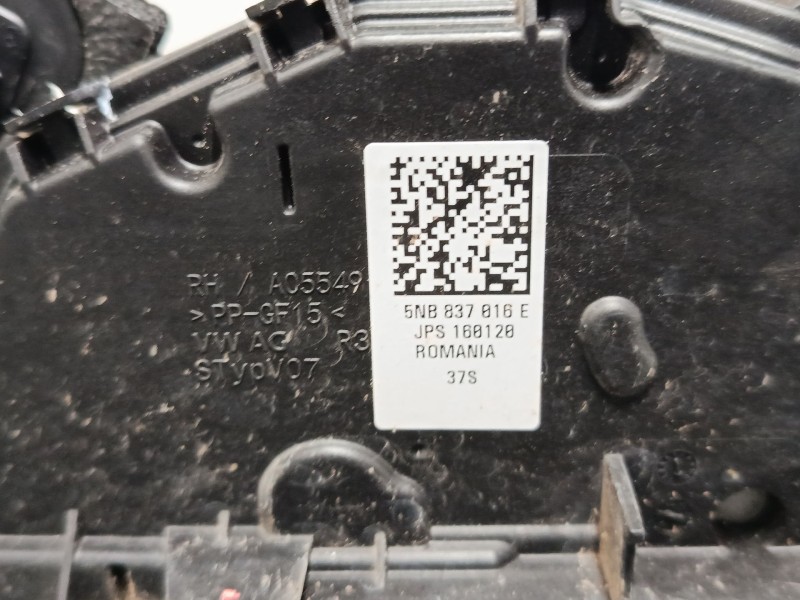 RH / A05549
>PP-GF15<
VW AG R3
STypV07
5NB 837 016 E
JPS 160120
ROMANIA
37S